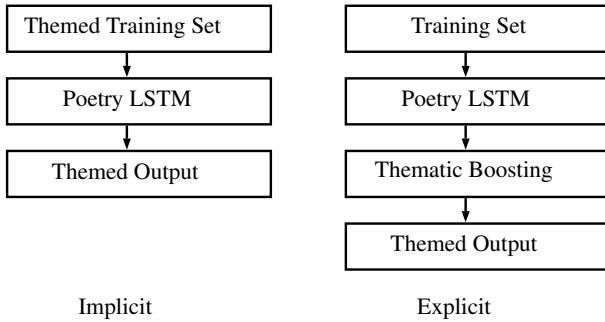 Themed Training Set
Poetry LSTM
Themed Output
Implicit
Training Set
Poetry LSTM
Thematic Boosting
Themed Output
Explicit